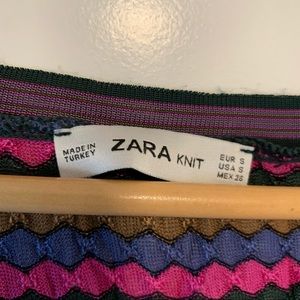 MADE IN
TURKEY
ZARA KNIT
EUR S
USA S
MEX 26